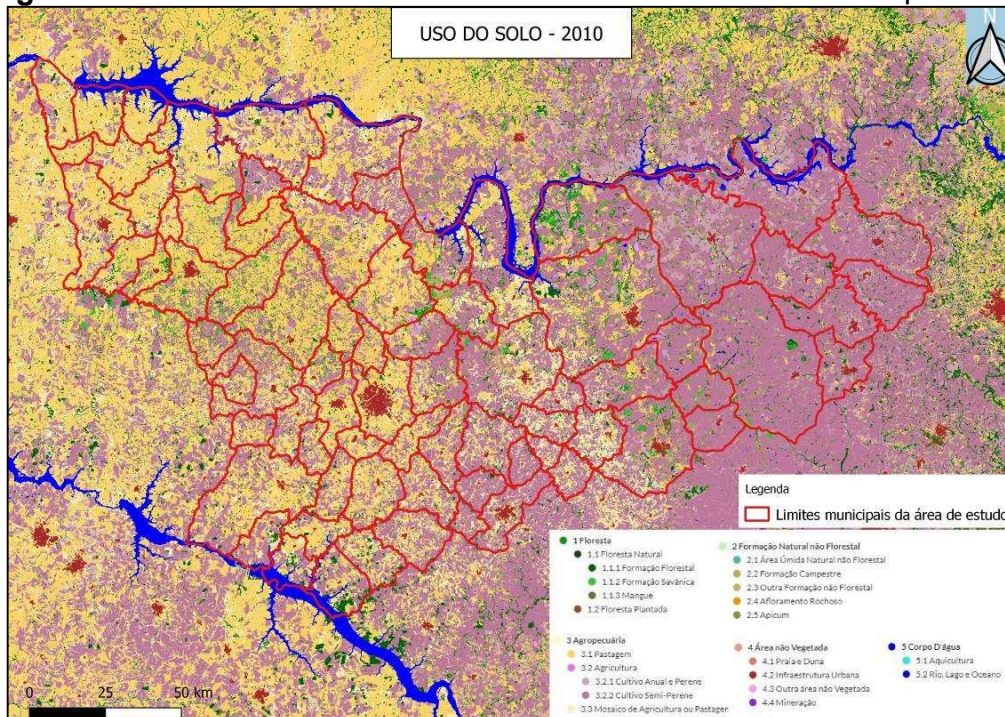 USO DO SOLO - 2010
N
Legenda
Limites municipais da área de estudo
1 Floresta
1.1 Floresta Natural
1.1.1 Formação Florestal
1.1.2 Formação Savânica
1.1.3 Mangue
1.2 Floresta Plantada
2 Formação Natural não Florestal
2.1 Área Úmida Natural não Florestal
2.2 Formação Campestre
2.3 Outra Formação não Florestal
2.4 Afloramento Rochoso
2.5 Apicum
3 Agropecuária
3.1 Pastagem
3.2 Agricultura
3.2.1 Cultivo Anual e Perene
3.2.2 Cultivo Semi-Perene
3.3 Mosaico de Agricultura ou Pastagem
4 Área não Vegetada
4.1 Praia e Duna
4.2 Infraestrutura Urbana
4.3 Outra área não Vegetada
4.4 Mineração
5 Corpo D'água
5.1 Aquicultura
5.2 Rio, Lago e Oceano
0 25 50 km